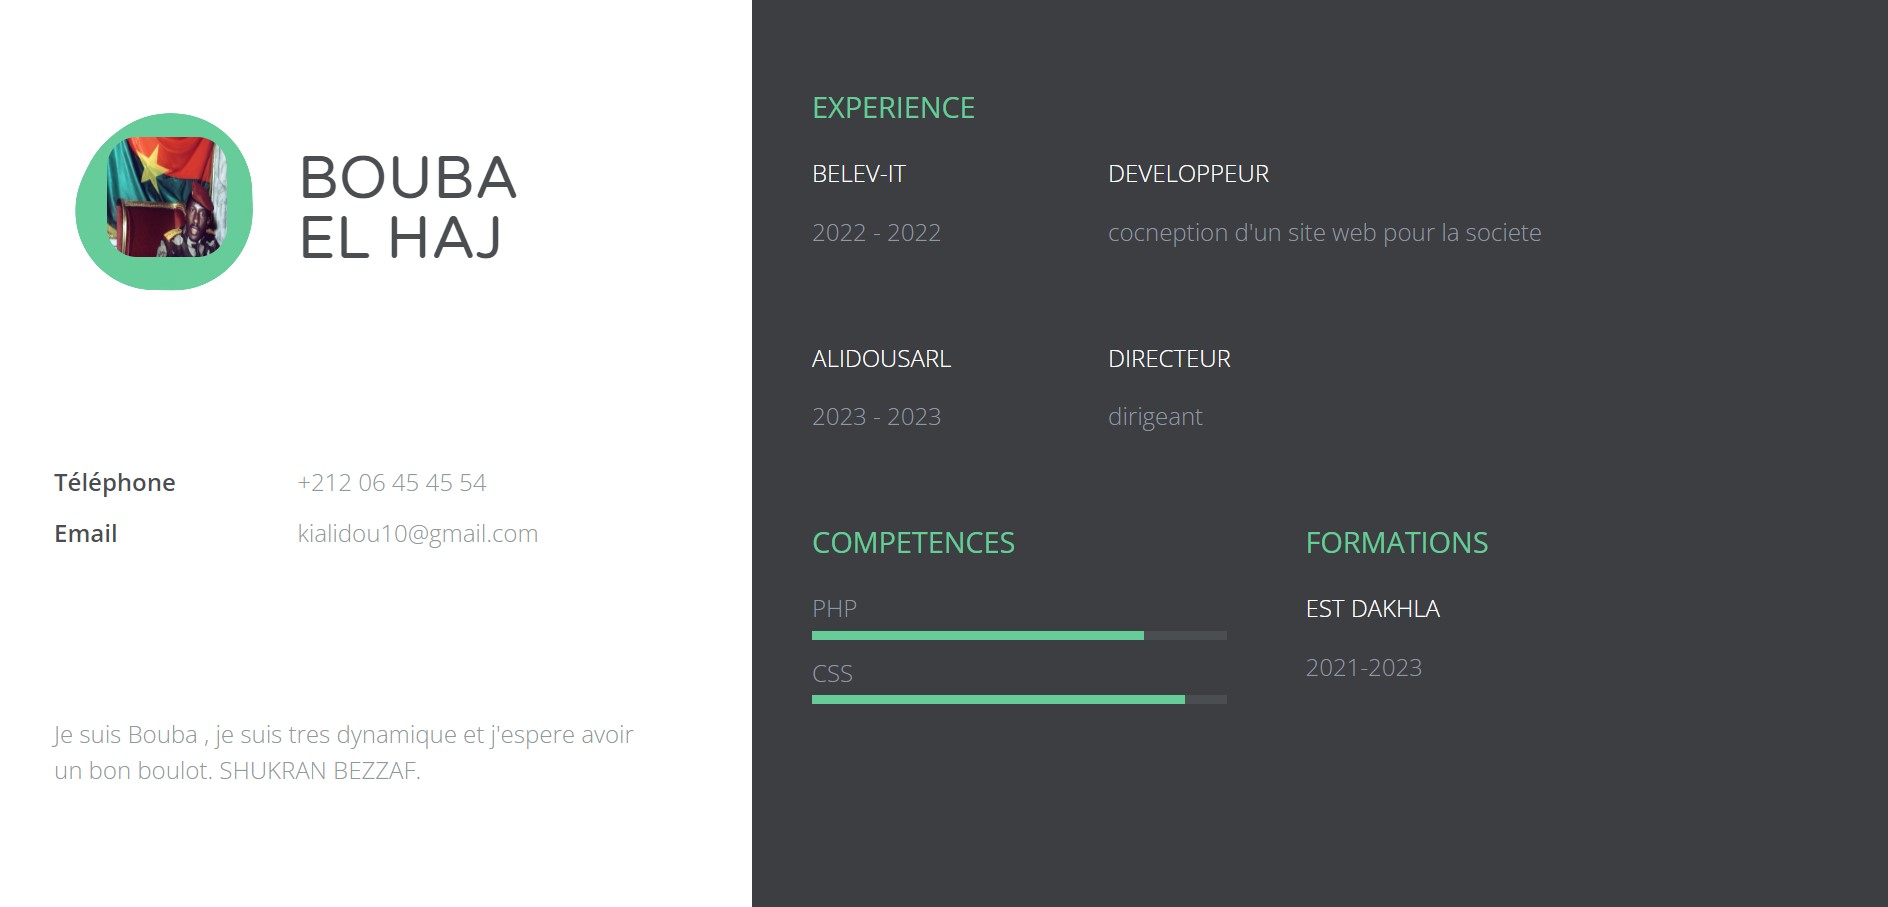 BOUBA
EL HAJ
Téléphone +212 06 45 45 54
Email kialidou10@gmail.com
Je suis Bouba , je suis tres dynamique et j'espere avoir
un bon boulot. SHUKRAN BEZZAF.
EXPERIENCE
BELEV-IT DEVELOPPEUR
2022 - 2022 cocneption d'un site web pour la societe
ALIDOUSARL DIRECTEUR
2023 - 2023 dirigeant
COMPETENCES
PHP
CSS
FORMATIONS
EST DAKHLA
2021-2023